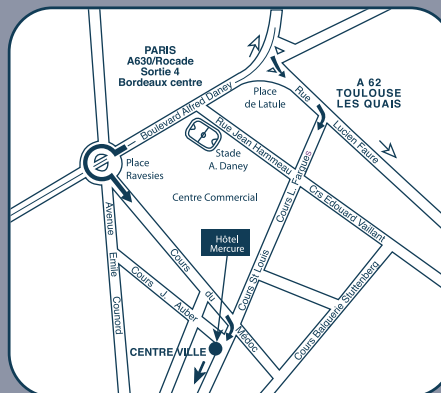 PARIS
A630/Rocade
Sortie 4
Bordeaux centre
A 62
TOULOUSE
LES QUAIS
Place
de Latule
Rue
Lucien Faure
Boulevard Alfred Daney
Rue Jean Hammeau
Stade
A. Daney
Place
Ravesies
Centre Commercial
Cours L. Fargues
Crs Edouard Vaillant
Avenue
Emile
Counord
Hôtel
Mercure
Cours St Louis
Cours
du
Médoc
Cours J. Auber
Cours Balquerie Stuttenberg
CENTRE VILLE